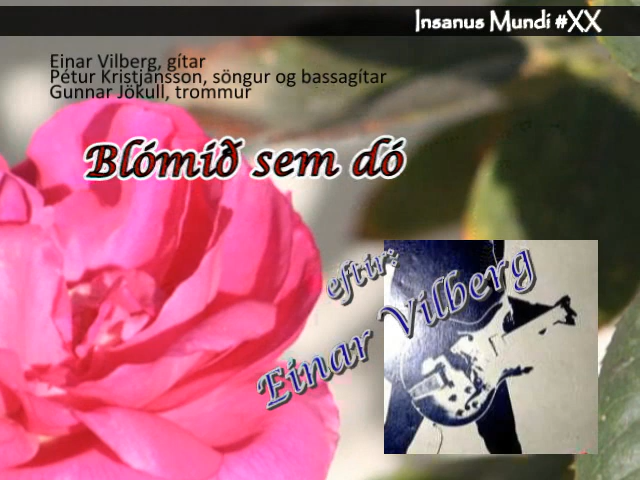 Insanus Mundi #XX
Einar Vilberg, gítar
Pétur Kristjánsson, söngur og bassagítar
Gunnar Jökull, trommur
Blómið sem dó
eftir:
Einar Vilberg